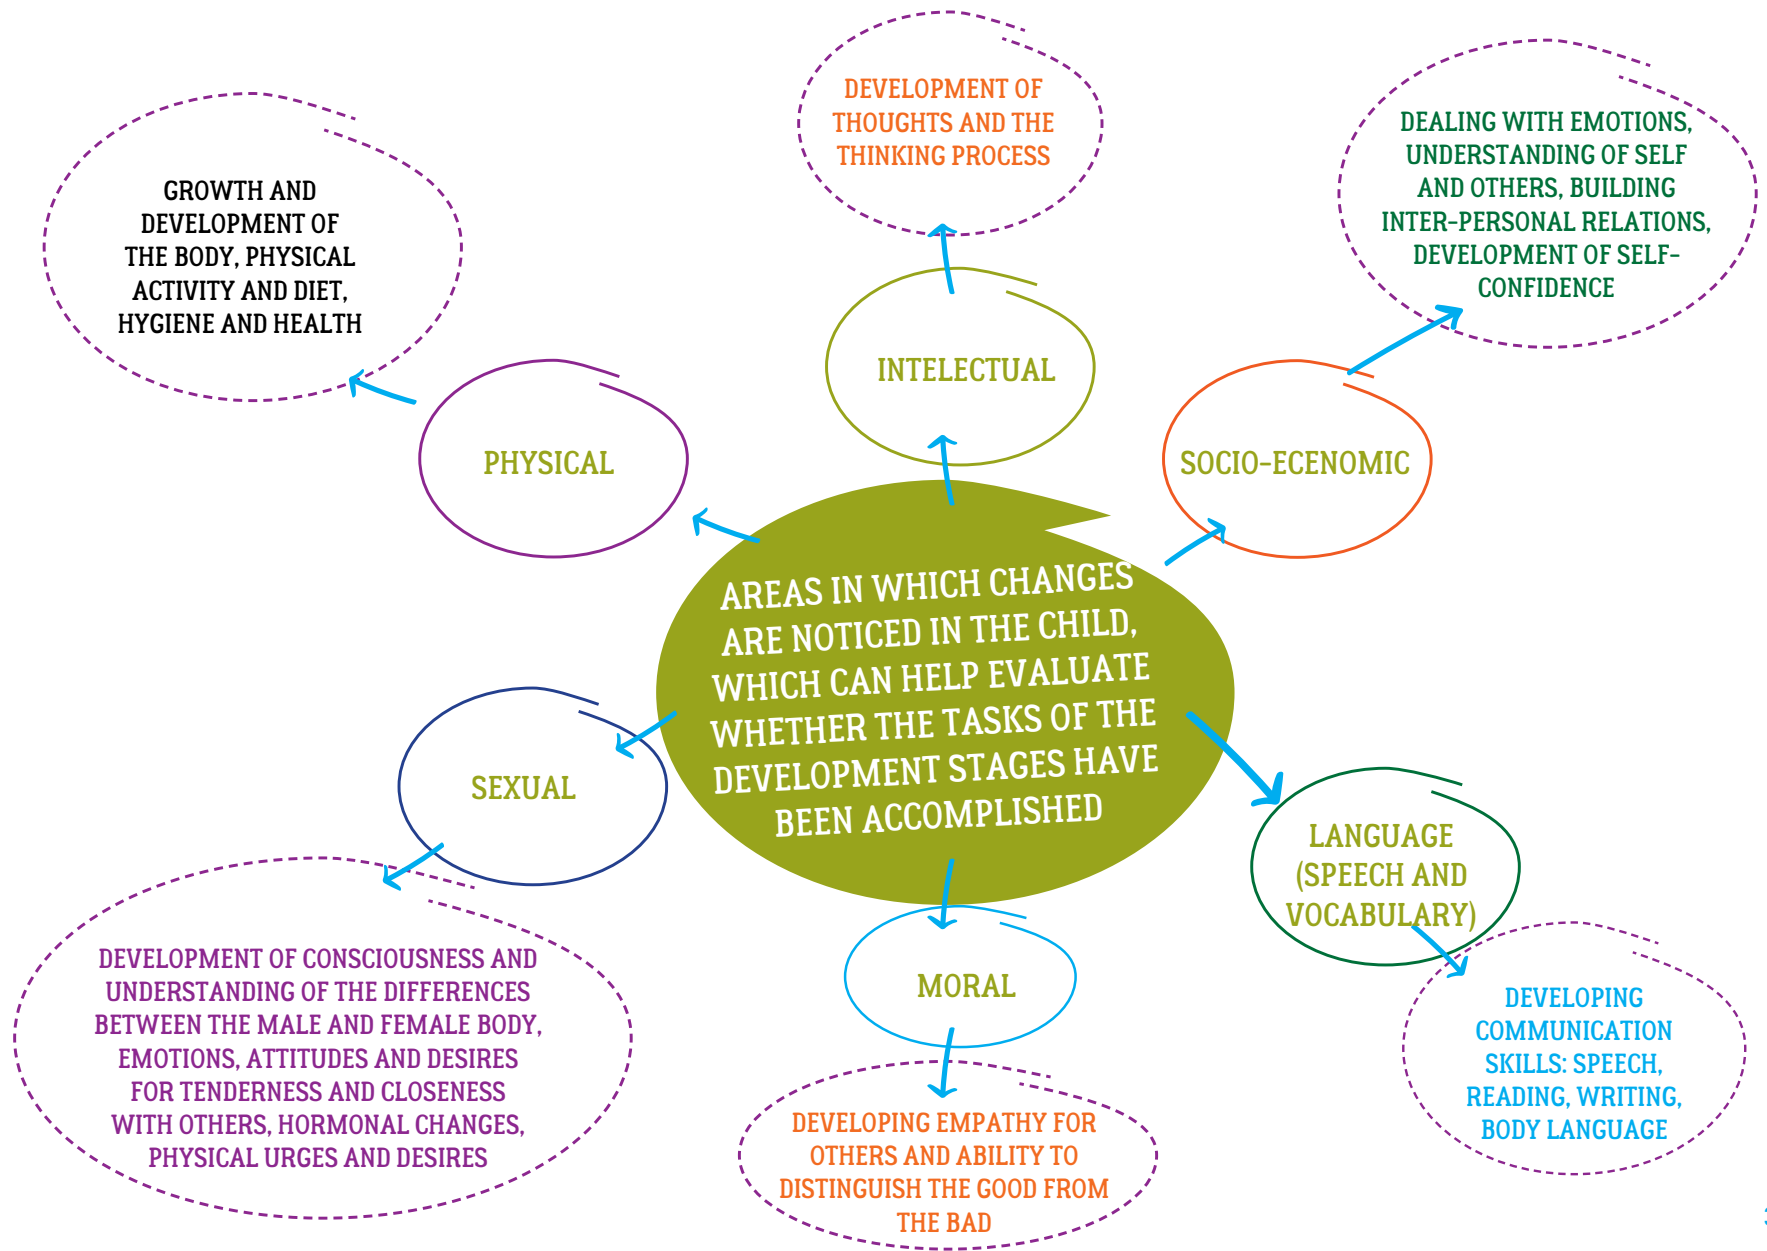 DEVELOPMENT OF
THOUGHTS AND THE
THINKING PROCESS
DEALING WITH EMOTIONS,
UNDERSTANDING OF SELF
AND OTHERS, BUILDING
INTER-PERSONAL RELATIONS,
DEVELOPMENT OF SELF-
CONFIDENCE
GROWTH AND
DEVELOPMENT OF
THE BODY, PHYSICAL
ACTIVITY AND DIET,
HYGIENE AND HEALTH
INTELECTUAL
PHYSICAL
SOCIO-ECENOMIC
AREAS IN WHICH CHANGES
ARE NOTICED IN THE CHILD,
WHICH CAN HELP EVALUATE
WHETHER THE TASKS OF THE
DEVELOPMENT STAGES HAVE
BEEN ACCOMPLISHED
SEXUAL
LANGUAGE
(SPEECH AND
VOCABULARY)
MORAL
DEVELOPMENT OF CONSCIOUSNESS AND
UNDERSTANDING OF THE DIFFERENCES
BETWEEN THE MALE AND FEMALE BODY,
EMOTIONS, ATTITUDES AND DESIRES
FOR TENDERNESS AND CLOSENESS
WITH OTHERS, HORMONAL CHANGES,
PHYSICAL URGES AND DESIRES
DEVELOPING
COMMUNICATION
SKILLS: SPEECH,
READING, WRITING,
BODY LANGUAGE
DEVELOPING EMPATHY FOR
OTHERS AND ABILITY TO
DISTINGUISH THE GOOD FROM
THE BAD